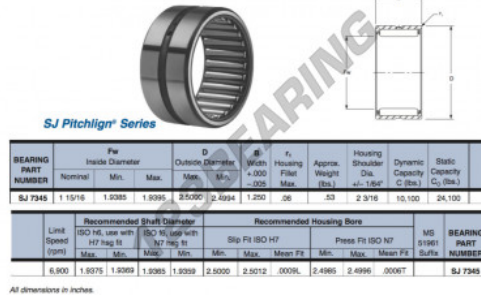 123BEARING
r,
Fw
D
SJ Pitchlign® Series
BEARING PART NUMBER Fw Inside Diameter D Outside Diameter B Width +.000 -.005 r, Housing Fillet Max. Approx. Weight (lbs.) Housing Shoulder Dia. +/- 1/64" Dynamic Capacity C (lbs.) Static Capacity C0 (lbs.)
Nominal Min. Max. Max. Min.
SJ 7345 1 15/16 1.9385 1.9395 2.5000 2.4994 1.250 .06 .53 2 3/16 10,100 24,100
Limit Speed (rpm) Recommended Shaft Diameter Recommended Housing Bore MS 51961 Suffix BEARING PART NUMBER
ISO h6, use with H7 hsg fit ISO f6, use with N7 hsg fit Slip Fit ISO H7 Press Fit ISO N7
Max. Min. Max. Min. Min. Max. Mean Fit Min. Max. Mean Fit
6,900 1.9375 1.9369 1.9365 1.9359 2.5000 2.5012 .0009L 2.4985 2.4996 .0006T SJ 7345
All dimensions in inches.